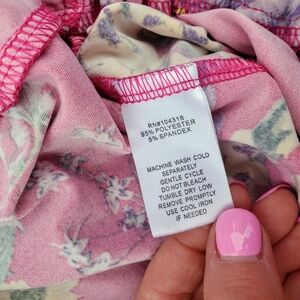 RN#104318
95% POLYESTER
5% SPANDEX
MACHINE WASH COLD
SEPARATELY
GENTLE CYCLE
DO NOT BLEACH
TUMBLE DRY LOW
REMOVE PROMPTLY
USE COOL IRON
IF NEEDED